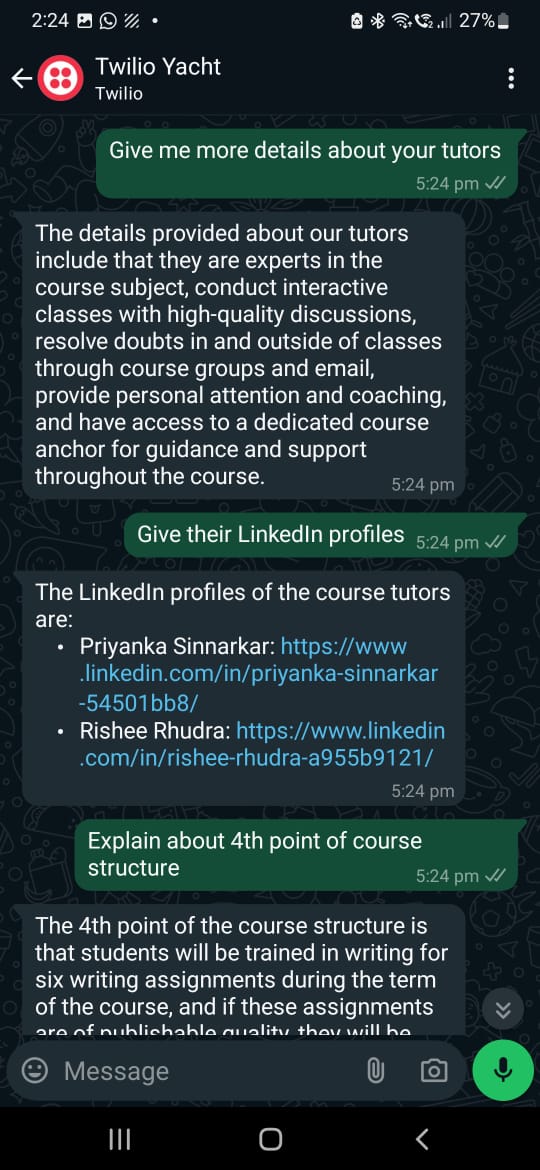 2:24 27%
Twilio Yacht
Twilio
Give me more details about your tutors
5:24 pm
The details provided about our tutors
include that they are experts in the
course subject, conduct interactive
classes with high-quality discussions,
resolve doubts in and outside of classes
through course groups and email,
provide personal attention and coaching,
and have access to a dedicated course
anchor for guidance and support
throughout the course.
5:24 pm
Give their LinkedIn profiles 5:24 pm
The LinkedIn profiles of the course tutors
are:
• Priyanka Sinnarkar: https://www
.linkedin.com/in/priyanka-sinnarkar
-54501bb8/
• Rishee Rhudra: https://www.linkedin
.com/in/rishee-rhudra-a955b9121/
5:24 pm
Explain about 4th point of course
structure
5:24 pm
The 4th point of the course structure is
that students will be trained in writing for
six writing assignments during the term
of the course, and if these assignments
are of publishable quality, they will be
Message